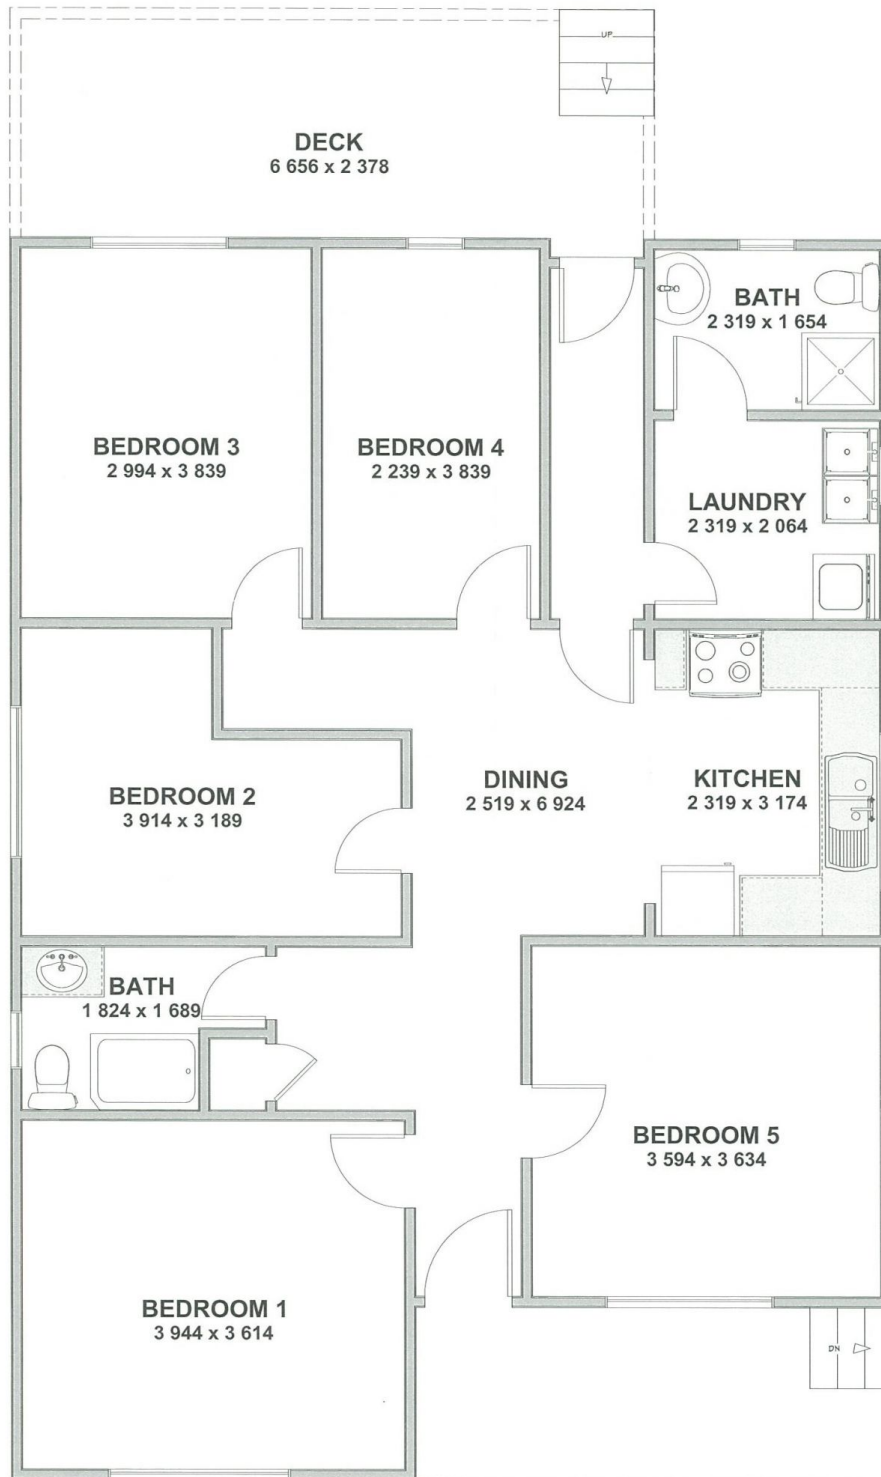 UP
DECK
6 656 x 2 378
BATH
2 319 x 1 654
BEDROOM 3
2 994 x 3 839
BEDROOM 4
2 239 x 3 839
LAUNDRY
2 319 x 2 064
DINING
2 519 x 6 924
KITCHEN
2 319 x 3 174
BEDROOM 2
3 914 x 3 189
BATH
1 824 x 1 689
BEDROOM 5
3 594 x 3 634
BEDROOM 1
3 944 x 3 614
DN